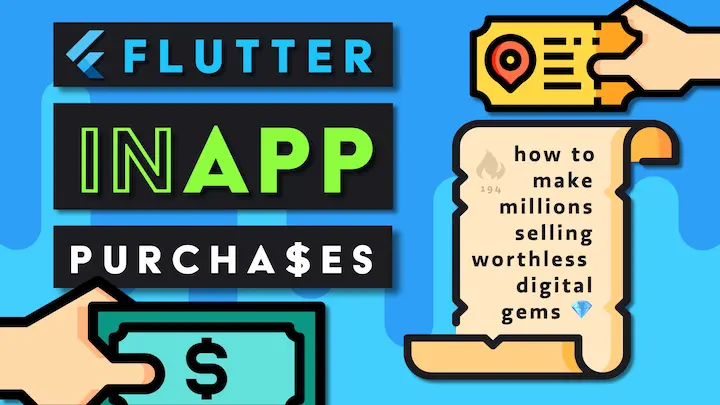 FLUTTER
INAPP
PURCHA$ES
$
194
how to
make
millions
selling
worthless
digital
gems 💎